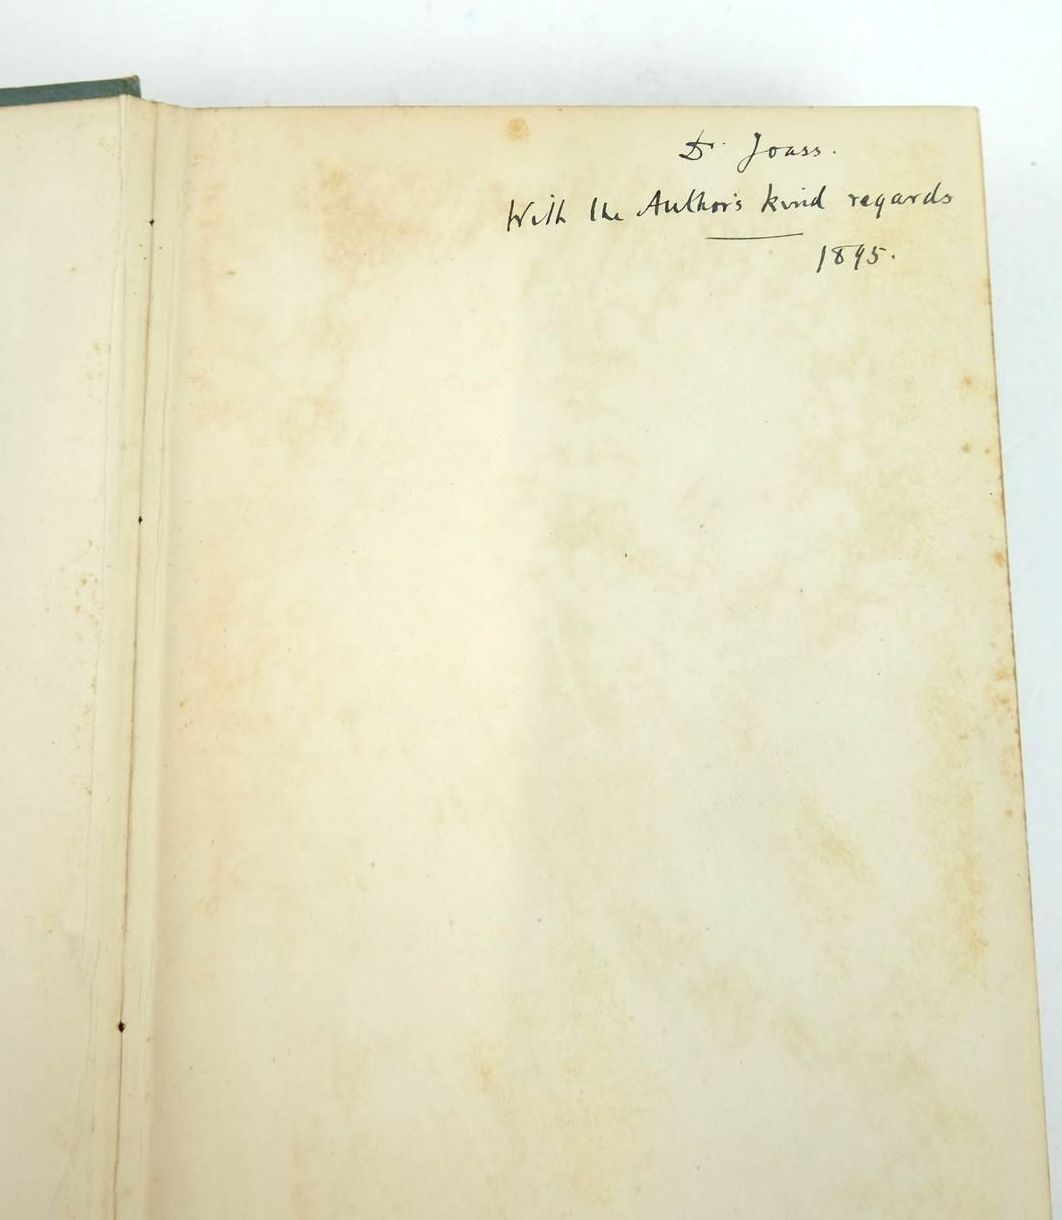 Dr. Joass.
With the Author's kind regards
1895.